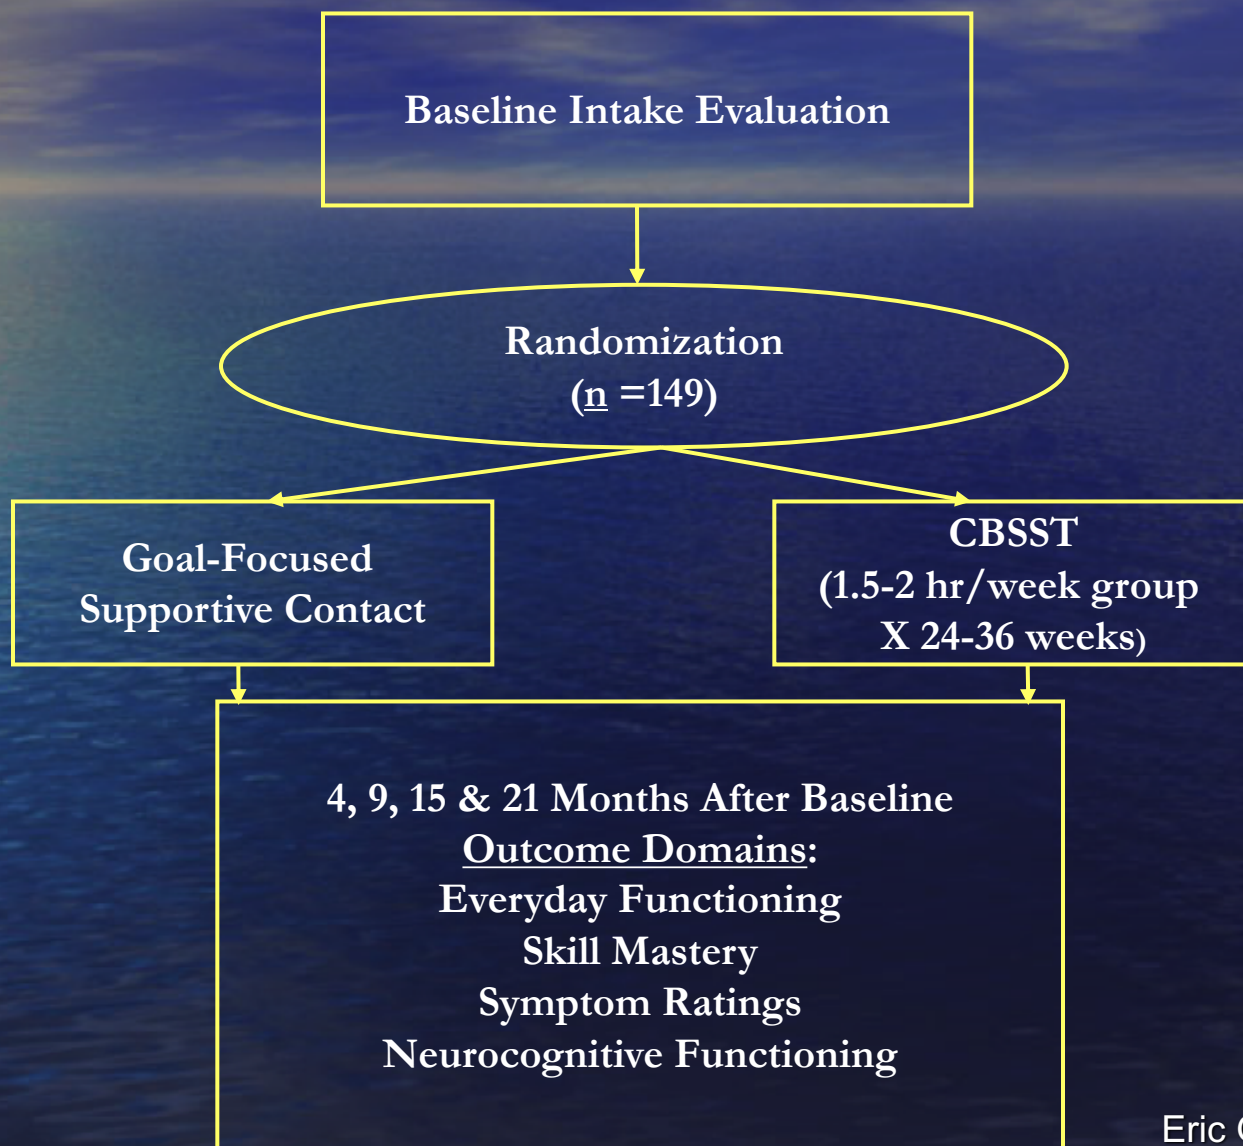 Baseline Intake Evaluation
Randomization
(n =149)
Goal-Focused
Supportive Contact
CBSST
(1.5-2 hr/week group
X 24-36 weeks)
4, 9, 15 & 21 Months After Baseline
Outcome Domains:
Everyday Functioning
Skill Mastery
Symptom Ratings
Neurocognitive Functioning
Eric